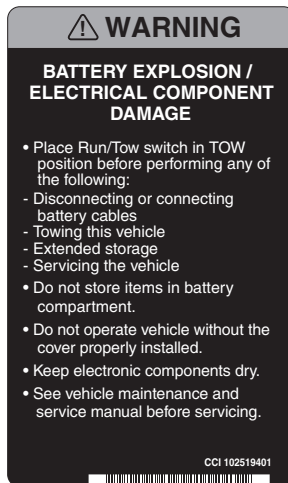 ⚠ WARNING
BATTERY EXPLOSION /
ELECTRICAL COMPONENT
DAMAGE
• Place Run/Tow switch in TOW
position before performing any of
the following:
- Disconnecting or connecting
battery cables
- Towing this vehicle
- Extended storage
- Servicing the vehicle
• Do not store items in battery
compartment.
• Do not operate vehicle without the
cover properly installed.
• Keep electronic components dry.
• See vehicle maintenance and
service manual before servicing.
CCI 102519401